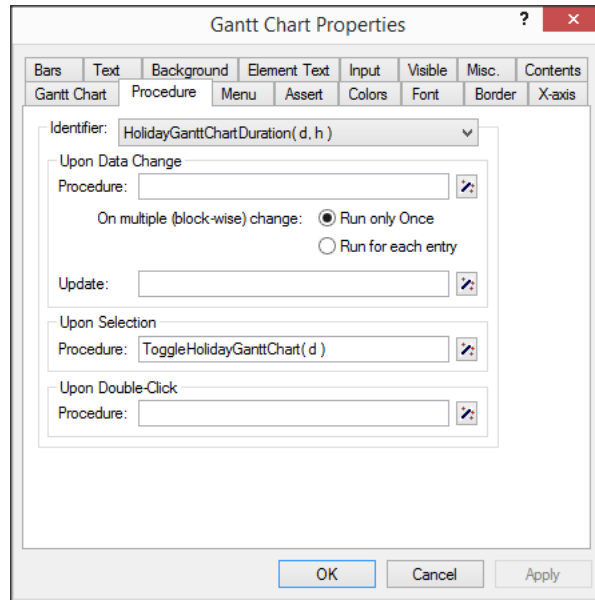 Gantt Chart Properties ?
Bars Text Background Element Text Input Visible Misc. Contents
Gantt Chart Procedure Menu Assert Colors Font Border X-axis
Identifier: HolidayGanttChartDuration( d, h )
Upon Data Change
Procedure:
On multiple (block-wise) change: Run only Once
Run for each entry
Update:
Upon Selection
Procedure: ToggleHolidayGanttChart( d )
Upon Double-Click
Procedure:
OK Cancel Apply